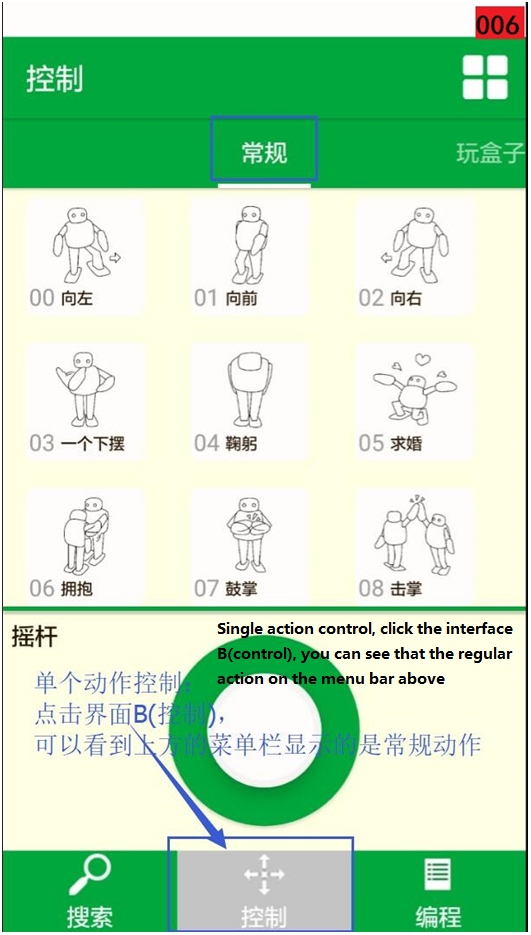 006
控制
常规
玩盒子
00 向左
01 向前
02 向右
03 一个下摆
04 鞠躬
05 求婚
06 拥抱
07 鼓掌
08 击掌
摇杆
Single action control, click the interface
B(control), you can see that the regular
action on the menu bar above
单个动作控制：
点击界面B(控制)，
可以看到上方的菜单栏显示的是常规动作
搜索
控制
编程